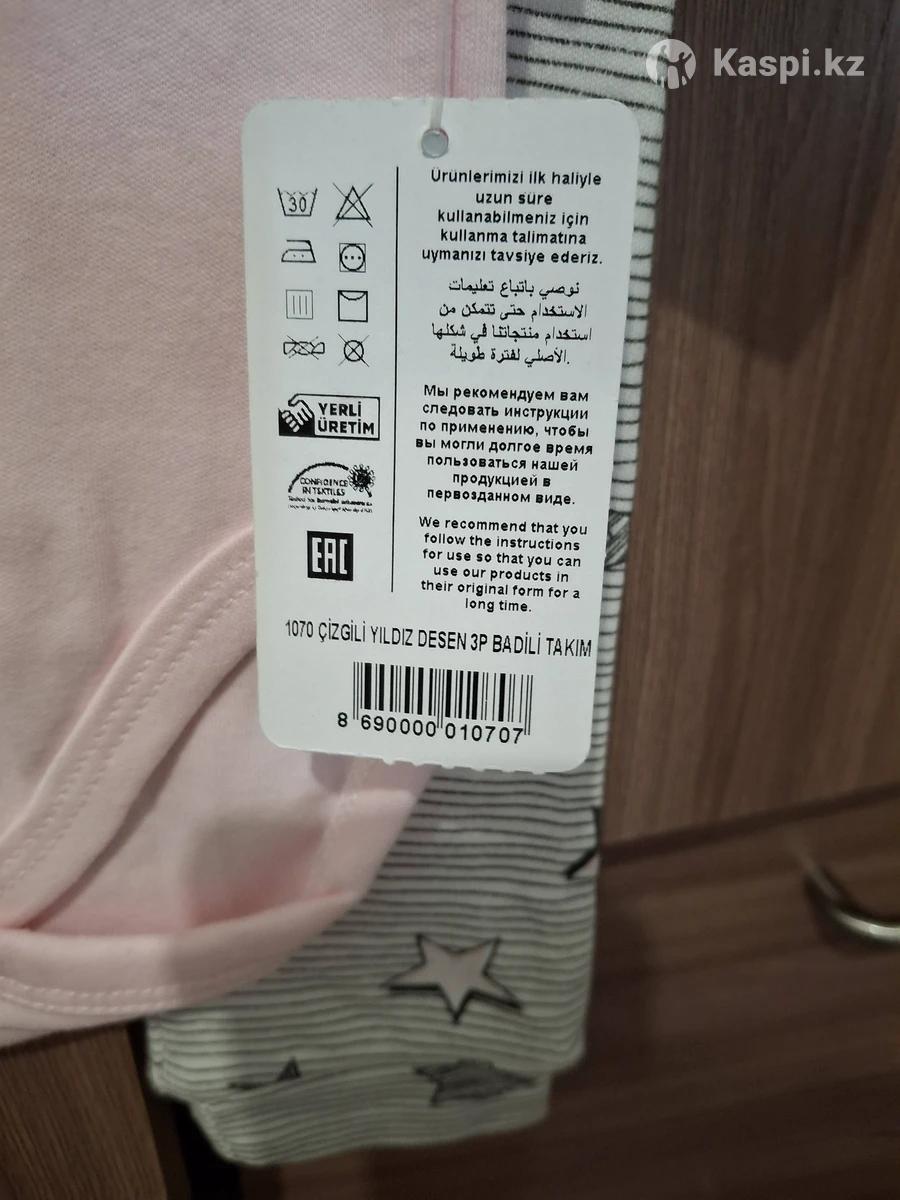 Kaspi.kz
30
YERLİ
ÜRETİM
CONFIDENCE
IN TEXTILES
EAC
Ürünlerimizi ilk haliyle
uzun süre
kullanabilmeniz için
kullanma talimatına
uymanızı tavsiye ederiz.
نوصي باتباع تعليمات
الاستخدام حتى تتمكن من
استخدام منتجاتنا في شكلها
الأصلي لفترة طويلة.
Мы рекомендуем вам
следовать инструкции
по применению, чтобы
вы могли долгое время
пользоваться нашей
продукцией в
первозданном виде.
We recommend that you
follow the instructions
for use so that you can
use our products in
their original form for a
long time.
1070 ÇİZGİLİ YILDIZ DESEN 3P BADİLİ TAKIM
8 690000 010707